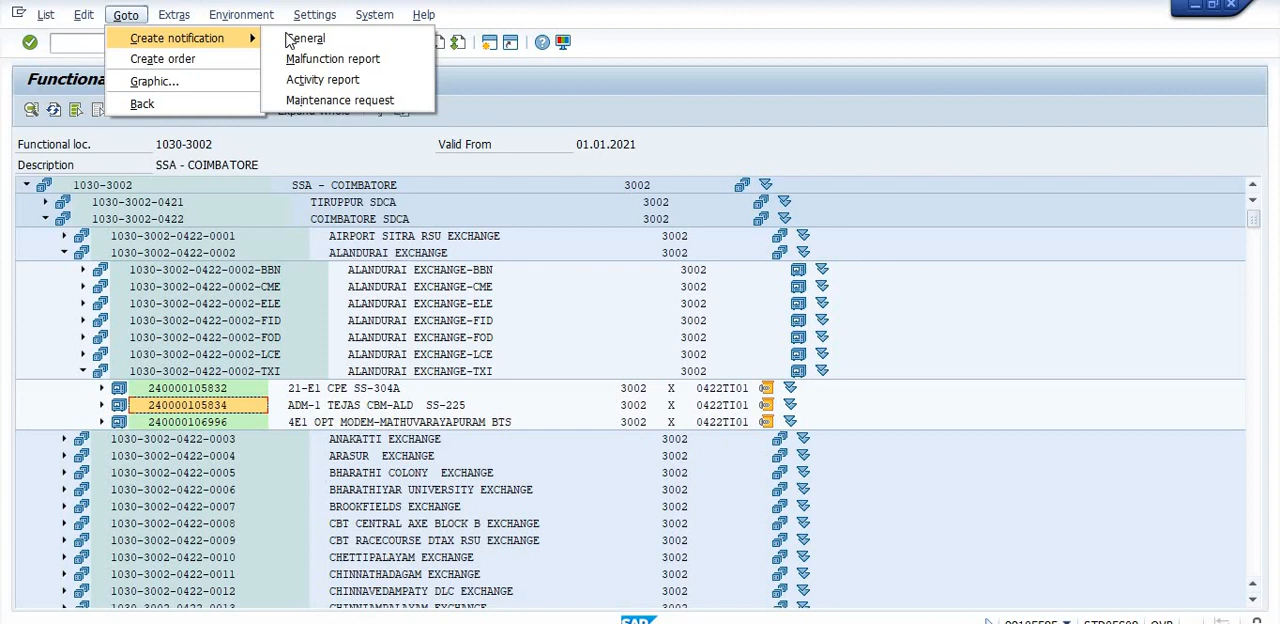 List Edit Goto Extras Environment Settings System Help
Create notification General
Create order Malfunction report
Graphic... Activity report
Back Maintenance request
Functional loc. 1030-3002 Valid From 01.01.2021
Description SSA - COIMBATORE
1030-3002 SSA - COIMBATORE 3002
1030-3002-0421 TIRUPPUR SDCA 3002
1030-3002-0422 COIMBATORE SDCA 3002
1030-3002-0422-0001 AIRPORT SITRA RSU EXCHANGE 3002
1030-3002-0422-0002 ALANDURAI EXCHANGE 3002
1030-3002-0422-0002-BBN ALANDURAI EXCHANGE-BBN 3002
1030-3002-0422-0002-CME ALANDURAI EXCHANGE-CME 3002
1030-3002-0422-0002-ELE ALANDURAI EXCHANGE-ELE 3002
1030-3002-0422-0002-FID ALANDURAI EXCHANGE-FID 3002
1030-3002-0422-0002-FOD ALANDURAI EXCHANGE-FOD 3002
1030-3002-0422-0002-LCE ALANDURAI EXCHANGE-LCE 3002
1030-3002-0422-0002-TXI ALANDURAI EXCHANGE-TXI 3002
240000105832 21-E1 CPE SS-304A 3002 X 0422TI01
240000105834 ADM-1 TEJAS CBM-ALD SS-225 3002 X 0422TI01
240000106996 4E1 OPT MODEM-MATHUVARAYAPURAM BTS 3002 X 0422TI01
1030-3002-0422-0003 ANAKATTI EXCHANGE 3002
1030-3002-0422-0004 ARASUR EXCHANGE 3002
1030-3002-0422-0005 BHARATHI COLONY EXCHANGE 3002
1030-3002-0422-0006 BHARATHIYAR UNIVERSITY EXCHANGE 3002
1030-3002-0422-0007 BROOKFIELDS EXCHANGE 3002
1030-3002-0422-0008 CBT CENTRAL AXE BLOCK B EXCHANGE 3002
1030-3002-0422-0009 CBT RACECOURSE DTAX RSU EXCHANGE 3002
1030-3002-0422-0010 CHETTIPALAYAM EXCHANGE 3002
1030-3002-0422-0011 CHINNATHADAGAM EXCHANGE 3002
1030-3002-0422-0012 CHINNAVEDAMPATY DLC EXCHANGE 3002
SAP